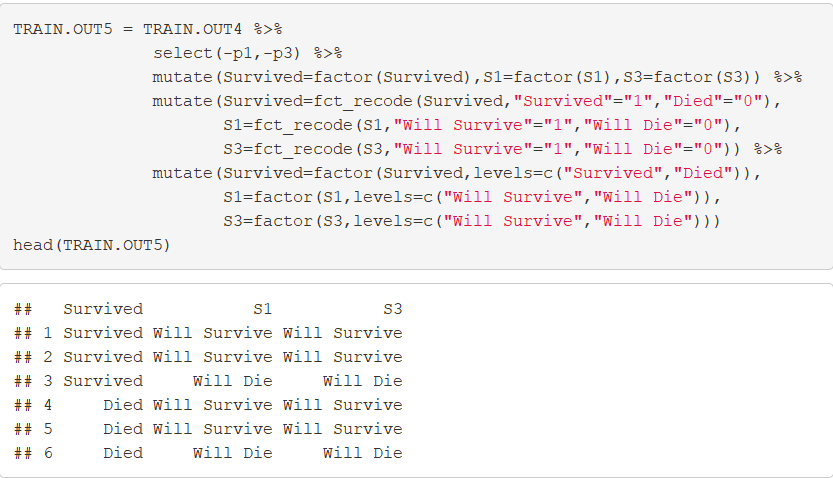 TRAIN.OUT5 = TRAIN.OUT4 %>%
              select(-p1,-p3) %>%
              mutate(Survived=factor(Survived),S1=factor(S1),S3=factor(S3)) %>%
              mutate(Survived=fct_recode(Survived,"Survived"="1","Died"="0"),
                     S1=fct_recode(S1,"Will Survive"="1","Will Die"="0"),
                     S3=fct_recode(S3,"Will Survive"="1","Will Die"="0")) %>%
              mutate(Survived=factor(Survived,levels=c("Survived","Died")),
                     S1=factor(S1,levels=c("Will Survive","Will Die")),
                     S3=factor(S3,levels=c("Will Survive","Will Die")))
head(TRAIN.OUT5)
##   Survived           S1           S3
## 1 Survived Will Survive Will Survive
## 2 Survived Will Survive Will Survive
## 3 Survived     Will Die     Will Die
## 4     Died Will Survive Will Survive
## 5     Died Will Survive Will Survive
## 6     Died     Will Die     Will Die